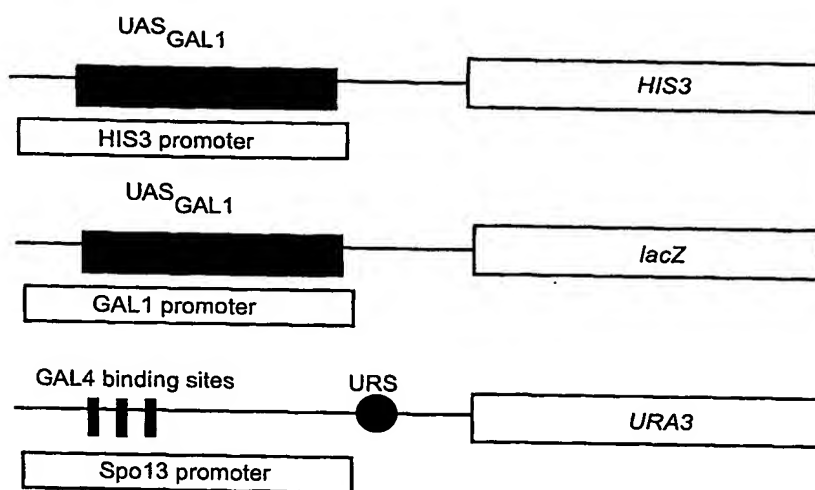 UAS GAL1
HIS3
HIS3 promoter
UAS GAL1
lacZ
GAL1 promoter
GAL4 binding sites
URS
URA3
Spo13 promoter